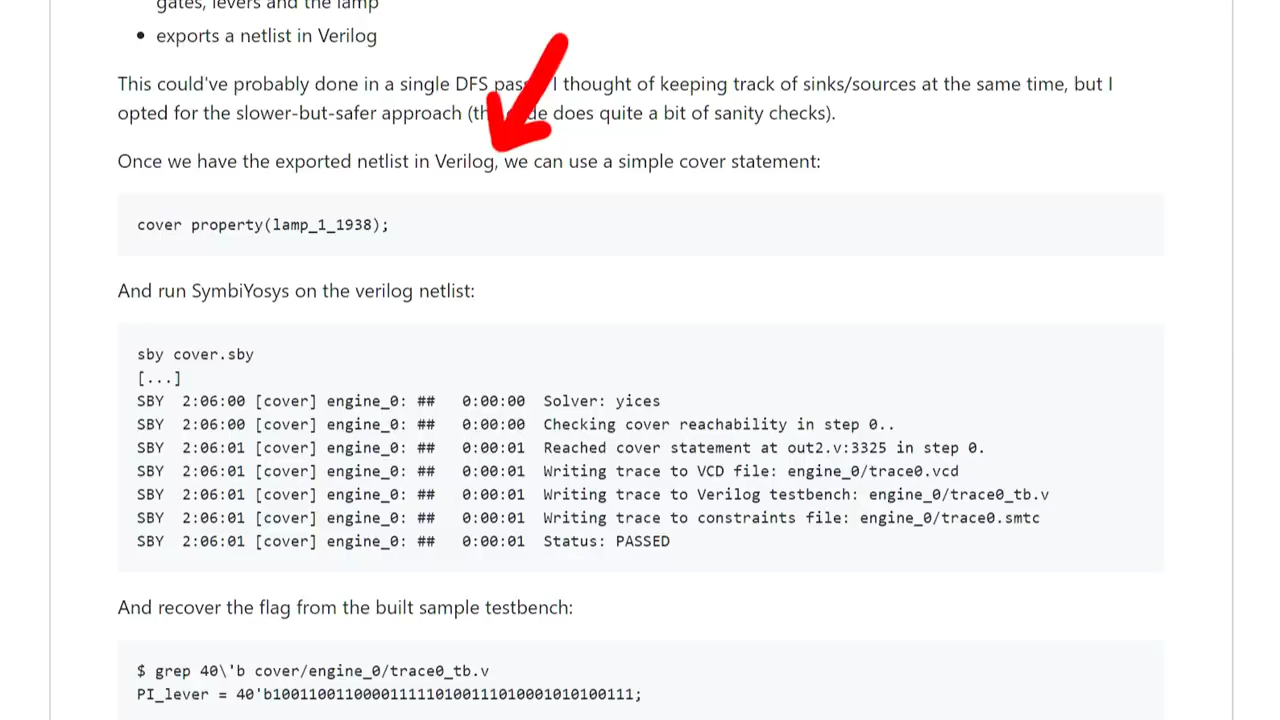 gates, levers and the lamp
• exports a netlist in Verilog
This could've probably done in a single DFS pas I thought of keeping track of sinks/sources at the same time, but I
opted for the slower-but-safer approach (th de does quite a bit of sanity checks).
Once we have the exported netlist in Verilog, we can use a simple cover statement:
cover property(lamp_1_1938);
And run SymbiYosys on the verilog netlist:
sby cover.sby
[...]
SBY  2:06:00 [cover] engine_0: ##   0:00:00  Solver: yices
SBY  2:06:00 [cover] engine_0: ##   0:00:00  Checking cover reachability in step 0..
SBY  2:06:01 [cover] engine_0: ##   0:00:01  Reached cover statement at out2.v:3325 in step 0.
SBY  2:06:01 [cover] engine_0: ##   0:00:01  Writing trace to VCD file: engine_0/trace0.vcd
SBY  2:06:01 [cover] engine_0: ##   0:00:01  Writing trace to Verilog testbench: engine_0/trace0_tb.v
SBY  2:06:01 [cover] engine_0: ##   0:00:01  Writing trace to constraints file: engine_0/trace0.smtc
SBY  2:06:01 [cover] engine_0: ##   0:00:01  Status: PASSED
And recover the flag from the built sample testbench:
$ grep 40\'b cover/engine_0/trace0_tb.v
PI_lever = 40'b1001100110000111110100111010001010100111;